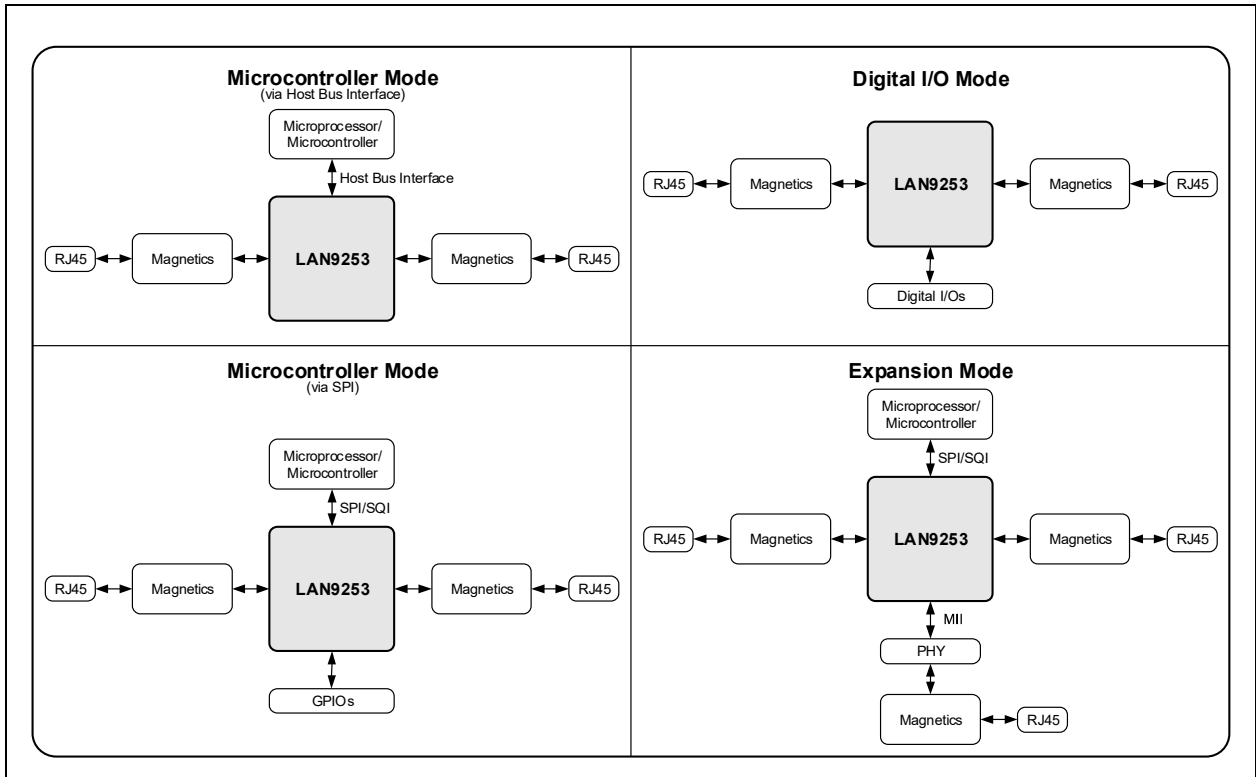 Microcontroller Mode
(via Host Bus Interface)
Microprocessor/
Microcontroller
Host Bus Interface
RJ45
Magnetics
LAN9253
Magnetics
RJ45
Digital I/O Mode
RJ45
Magnetics
LAN9253
Magnetics
RJ45
Digital I/Os
Microcontroller Mode
(via SPI)
Microprocessor/
Microcontroller
SPI/SQI
RJ45
Magnetics
LAN9253
Magnetics
RJ45
GPIOs
Expansion Mode
Microprocessor/
Microcontroller
SPI/SQI
RJ45
Magnetics
LAN9253
Magnetics
RJ45
MII
PHY
Magnetics
RJ45